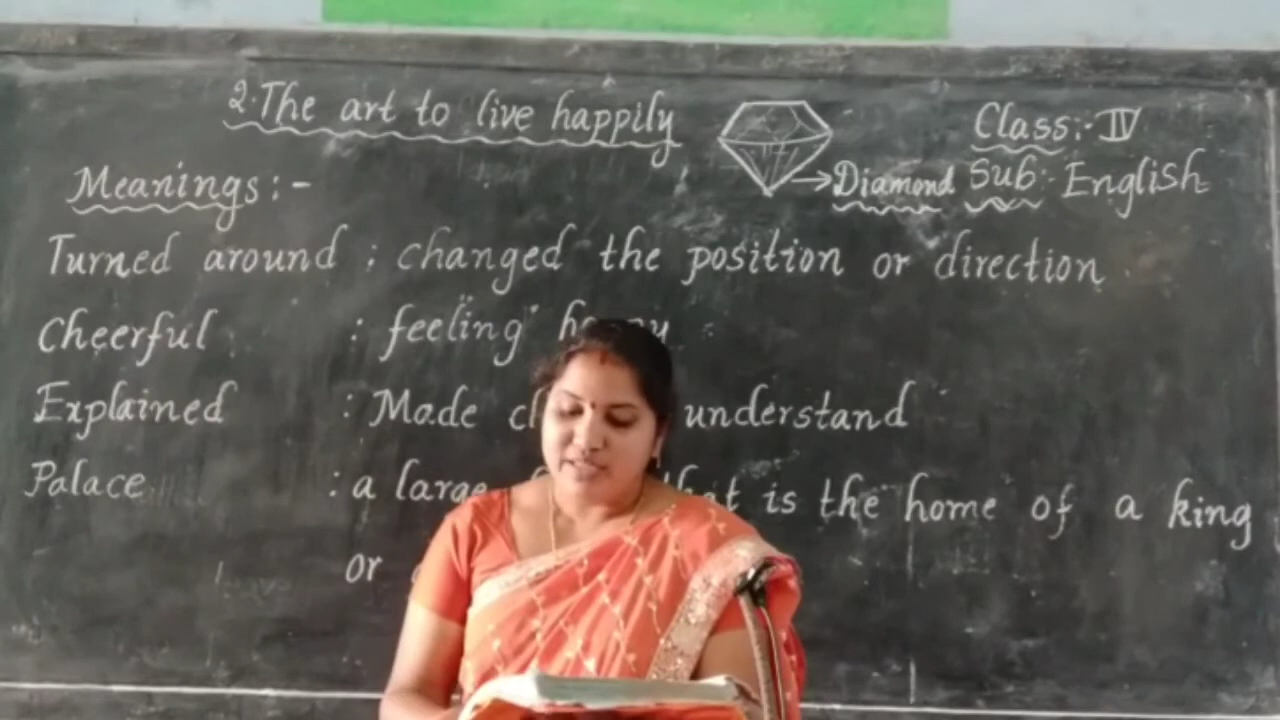 2. The art to live happily
Class:- IV
Diamond Sub:- English
Meanings:-
Turned around : changed the position or direction
Cheerful : feeling
Explained : Made understand
Palace : a large is the home of a king
or